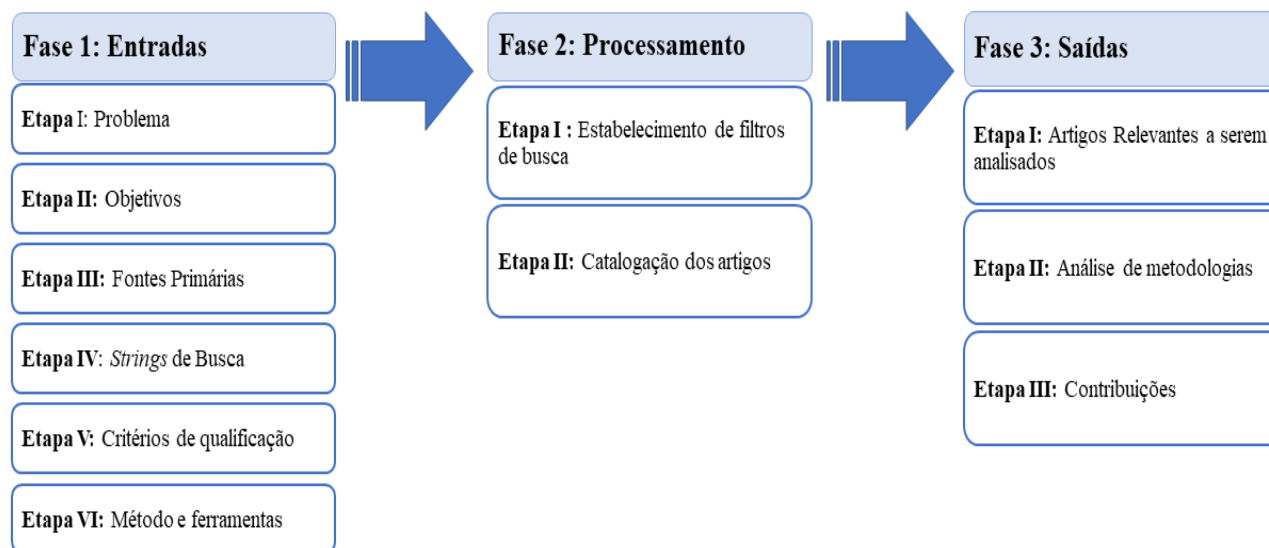 Fase 1: Entradas
Etapa I: Problema
Etapa II: Objetivos
Etapa III: Fontes Primárias
Etapa IV: Strings de Busca
Etapa V: Critérios de qualificação
Etapa VI: Método e ferramentas
Fase 2: Processamento
Etapa I : Estabelecimento de filtros
de busca
Etapa II: Catalogação dos artigos
Fase 3: Saídas
Etapa I: Artigos Relevantes a serem
analisados
Etapa II: Análise de metodologias
Etapa III: Contribuições